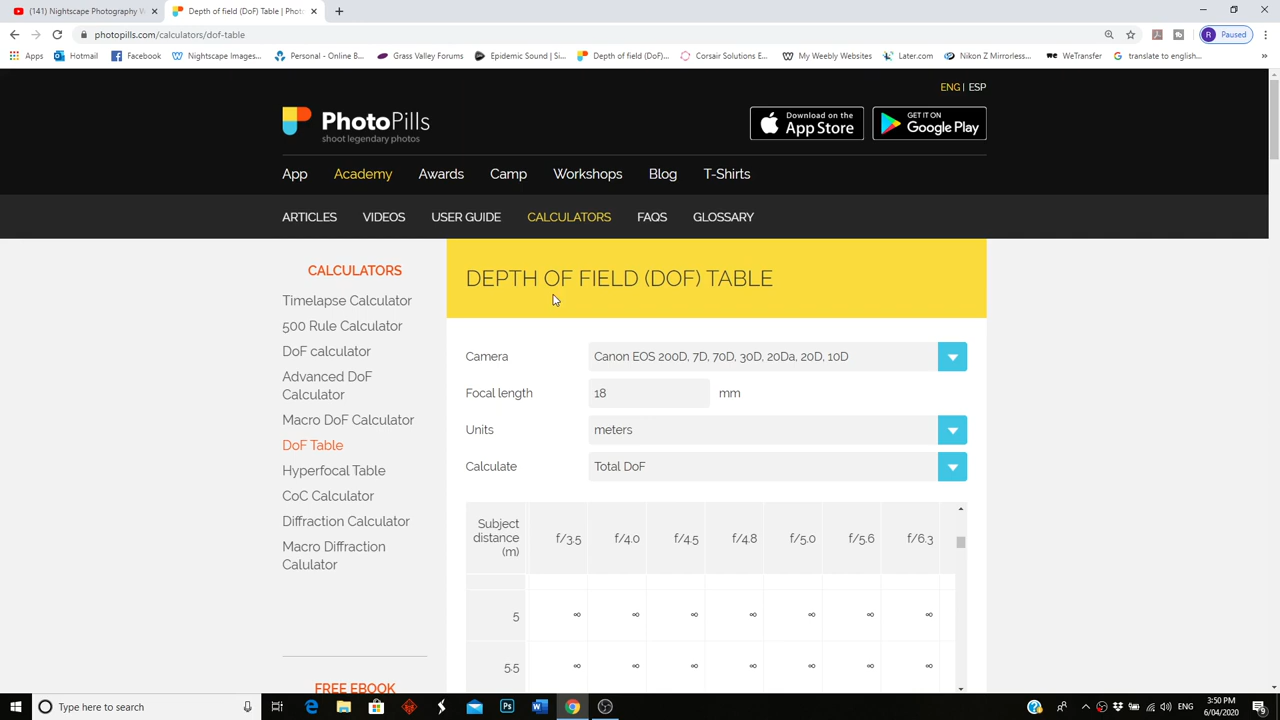 (141) Nightscape Photography W
Depth of field (DoF) Table | Phot
photopills.com/calculators/dof-table
R Paused
Apps Hotmail Facebook Nightscape Images... Personal - Online B... Grass Valley Forums Epidemic Sound | Si... Depth of field (DoF)... Corsair Solutions E... My Weebly Websites Later.com Nikon Z Mirrorless... WeTransfer translate to english... »
ENG | ESP
PhotoPills
shoot legendary photos
Download on the
App Store
GET IT ON
Google Play
App Academy Awards Camp Workshops Blog T-Shirts
ARTICLES VIDEOS USER GUIDE CALCULATORS FAQS GLOSSARY
CALCULATORS
Timelapse Calculator
500 Rule Calculator
DoF calculator
Advanced DoF
Calculator
Macro DoF Calculator
DoF Table
Hyperfocal Table
CoC Calculator
Diffraction Calculator
Macro Diffraction
Calulator
FREE EBOOK
DEPTH OF FIELD (DOF) TABLE
Camera Canon EOS 200D, 7D, 70D, 30D, 20Da, 20D, 10D
Focal length 18 mm
Units meters
Calculate Total DoF
Subject
distance
(m) f/3.5 f/4.0 f/4.5 f/4.8 f/5.0 f/5.6 f/6.3
5 ∞ ∞ ∞ ∞ ∞ ∞ ∞
5.5 ∞ ∞ ∞ ∞ ∞ ∞ ∞
Type here to search
3:50 PM
6/04/2020